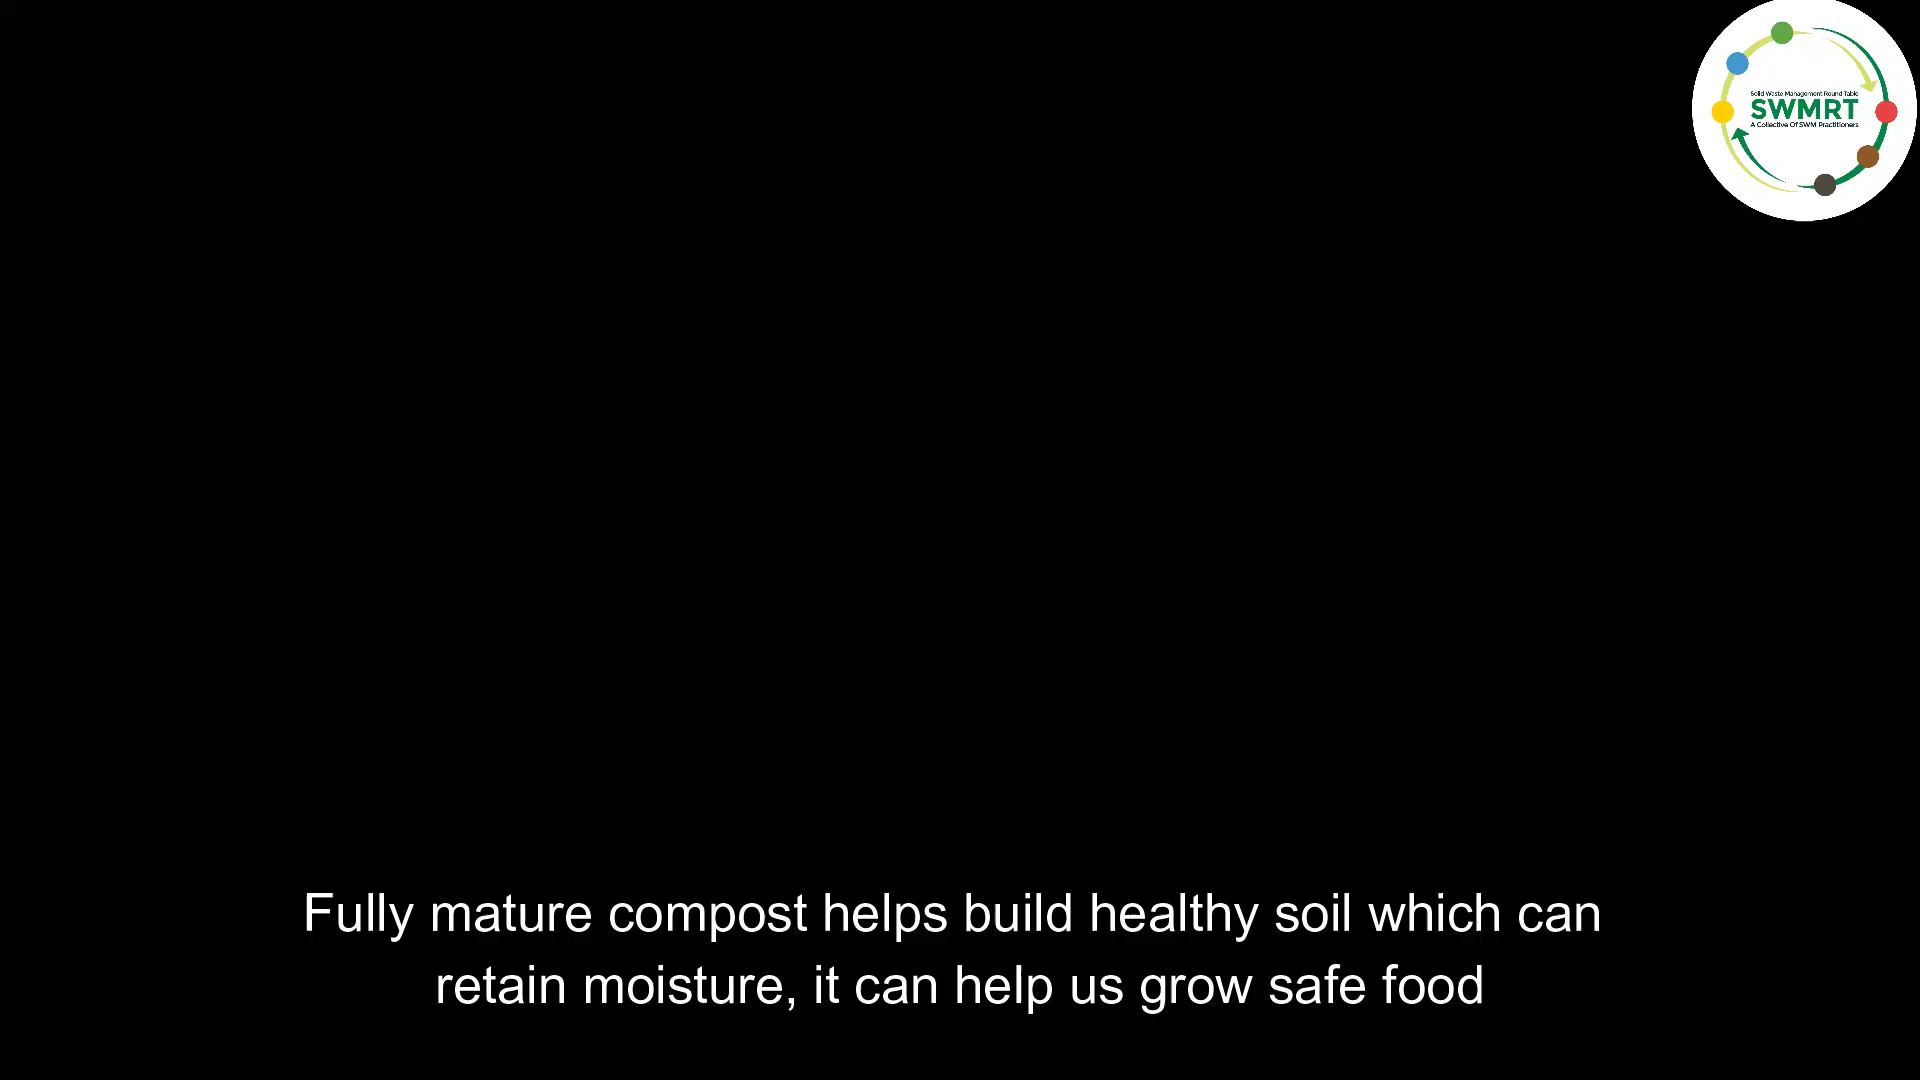 Solid Waste Management Round Table
SWMRT
A Collective Of SWM Practitioners
Fully mature compost helps build healthy soil which can
retain moisture, it can help us grow safe food